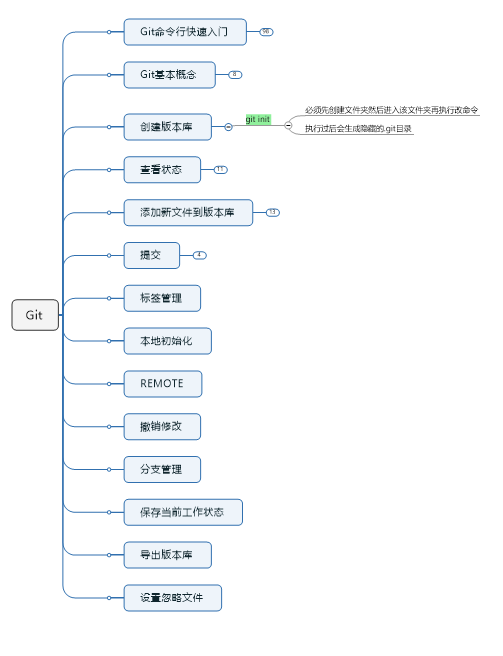 Git
Git命令行快速入门
98
Git基本概念
8
创建版本库
git init
必须先创建文件夹然后进入该文件夹再执行改命令
执行过后会生成隐藏的.git目录
查看状态
11
添加新文件到版本库
13
提交
4
标签管理
本地初始化
REMOTE
撤销修改
分支管理
保存当前工作状态
导出版本库
设置忽略文件